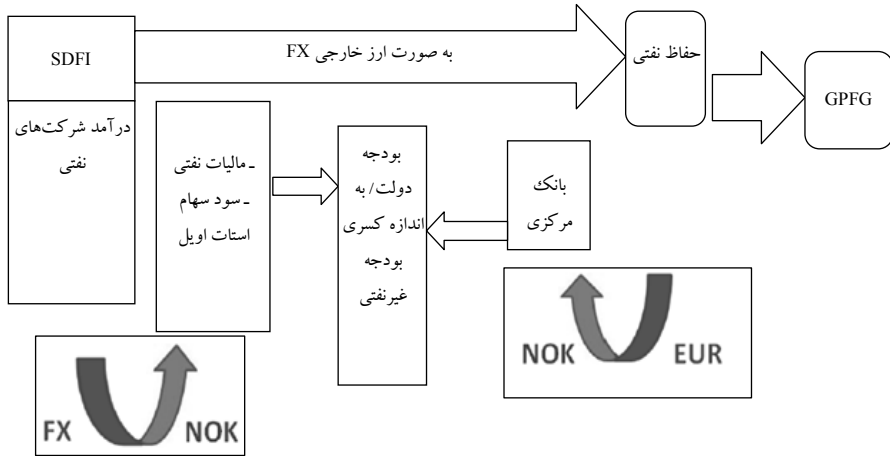 SDFI
به صورت ارز خارجی FX
حفاظ نفتی
GPFG
درآمد شرکت‌های
نفتی
ـ مالیات نفتی
ـ سود سهام
استات اویل
بودجه
دولت/ به
اندازه کسری
بودجه
غیرنفتی
بانک
مرکزی
NOK EUR
FX NOK